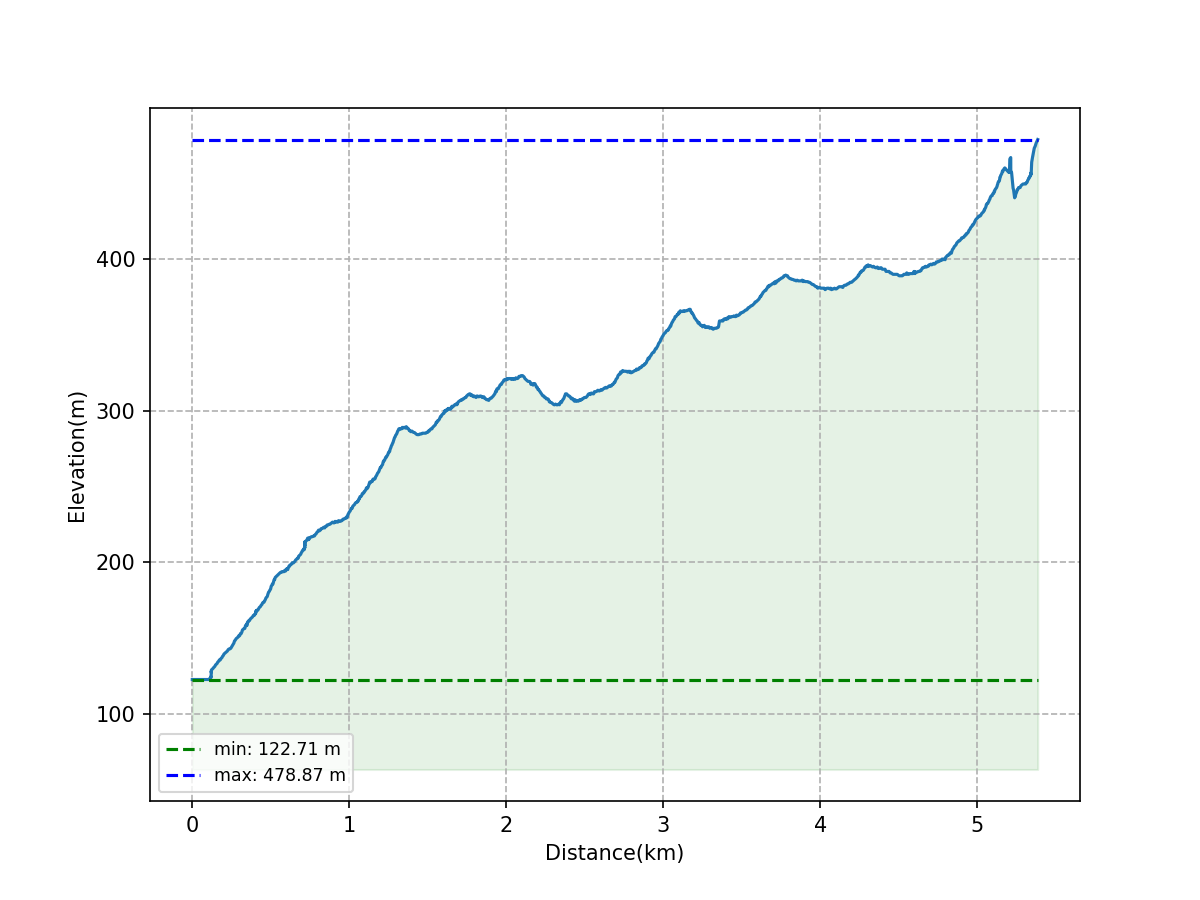 400
300
200
100
Elevation(m)
min: 122.71 m
max: 478.87 m
0 1 2 3 4 5
Distance(km)